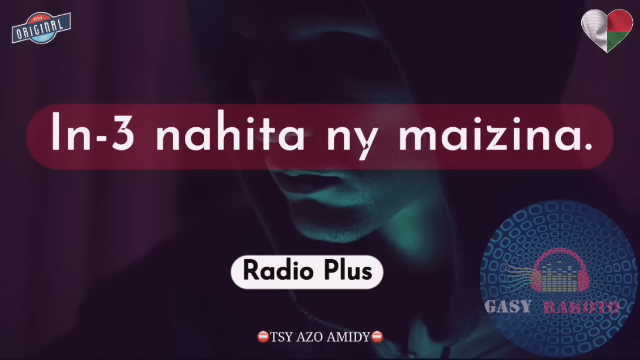 ORIGINAL
In-3 nahita ny maizina.
Radio Plus
GASY RAKOTO
⛔TSY AZO AMIDY⛔